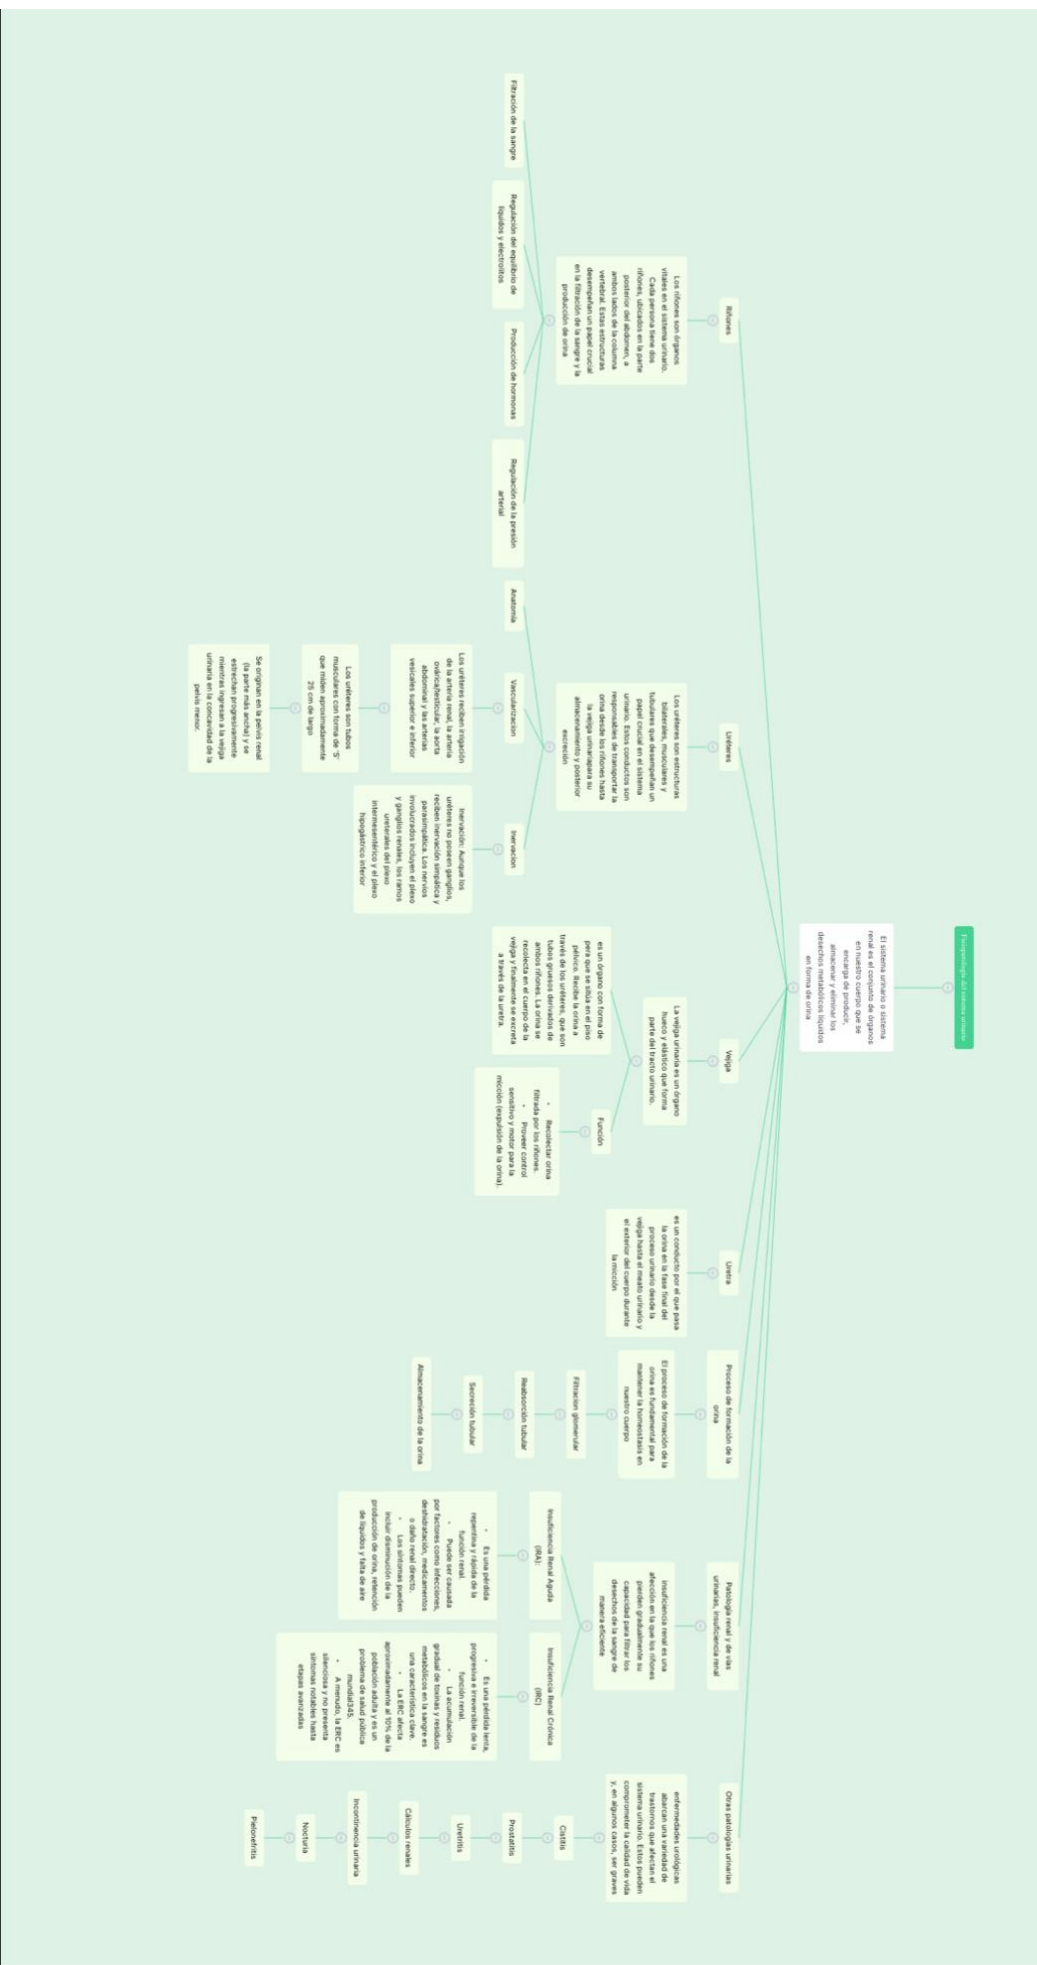 Fisiopatología del sistema urinario
El sistema urinario o sistema
renal es el conjunto de órganos
en nuestro cuerpo que se
encarga de producir,
almacenar y eliminar los
desechos metabólicos líquidos
en forma de orina
Riñones
Los riñones son órganos
vitales en el sistema urinario.
Cada persona tiene dos
riñones, ubicados en la parte
posterior del abdomen, a
ambos lados de la columna
vertebral. Estas estructuras
desempeñan un papel crucial
en la filtración de la sangre y la
producción de orina
Filtración de la sangre
Regulación del equilibrio de
líquidos y electrolitos
Producción de hormonas
Regulación de la presión
arterial
Uréteres
Los uréteres son estructuras
bilaterales, musculares y
tubulares que desempeñan un
papel crucial en el sistema
urinario. Estos conductos son
responsables de transportar la
orina desde los riñones hasta
la vejiga urinariapara su
almacenamiento y posterior
excreción
Anatomía
Vascularizacion
Los uréteres reciben irrigación
de la arteria renal, la arteria
ovárica/testicular, la aorta
abdominal y las arterias
vesicales superior e inferior
Los uréteres son tubos
musculares con forma de 'S'
que miden aproximadamente
25 cm de largo
Se originan en la pelvis renal
(la parte más ancha) y se
estrechan progresivamente
mientras ingresan a la vejiga
urinaria en la concavidad de la
pelvis menor.
Inervacion
Inervación: Aunque los
uréteres no poseen ganglios,
reciben inervación simpática y
parasimpática. Los nervios
involucrados incluyen el plexo
y ganglios renales, los ramos
ureterales del plexo
intermesentérico y el plexo
hipogástrico inferior
Vejiga
La vejiga urinaria es un órgano
hueco y elástico que forma
parte del tracto urinario.
es un órgano con forma de
pera que se sitúa en el piso
pélvico. Recibe la orina a
través de los uréteres, que son
tubos gruesos derivados de
ambos riñones. La orina se
recolecta en el cuerpo de la
vejiga y finalmente se excreta
a través de la uretra.
Función
• Recolectar orina
filtrada por los riñones.
• Proveer control
sensitivo y motor para la
micción (expulsión de la orina).
Uretra
es un conducto por el que pasa
la orina en la fase final del
proceso urinario desde la
vejiga hasta el meato urinario y
el exterior del cuerpo durante
la micción
Proceso de formación de la
orina
El proceso de formación de la
orina es fundamental para
mantener la homeostasis en
nuestro cuerpo
Filtracion glomerular
Reabsorción tubular
Secreción tubular
Almacenamiento de la orina
Patología renal y de vías
urinarias, insuficiencia renal
insuficiencia renal es una
afección en la que los riñones
pierden gradualmente su
capacidad para filtrar los
desechos de la sangre de
manera eficiente
Insuficiencia Renal Aguda
(IRA):
• Es una pérdida
repentina y rápida de la
función renal.
• Puede ser causada
por factores como infecciones,
deshidratación, medicamentos
o daño renal directo.
• Los síntomas pueden
incluir disminución de la
producción de orina, retención
de líquidos y falta de aire
Insuficiencia Renal Crónica
(IRC)
• Es una pérdida lenta,
progresiva e irreversible de la
función renal.
• La acumulación
gradual de toxinas y residuos
metabólicos en la sangre es
una característica clave.
• La ERC afecta
aproximadamente al 10% de la
población adulta y es un
problema de salud pública
mundial345.
• A menudo, la ERC es
silenciosa y no presenta
síntomas notables hasta
etapas avanzadas
Otras patologías urinarias
enfermedades urológicas
abarcan una variedad de
trastornos que afectan el
sistema urinario. Estos pueden
comprometer la calidad de vida
y, en algunos casos, ser graves
Cistitis
Prostatitis
Uretritis
Cálculos renales
Incontinencia urinaria
Nocturia
Pielonefritis